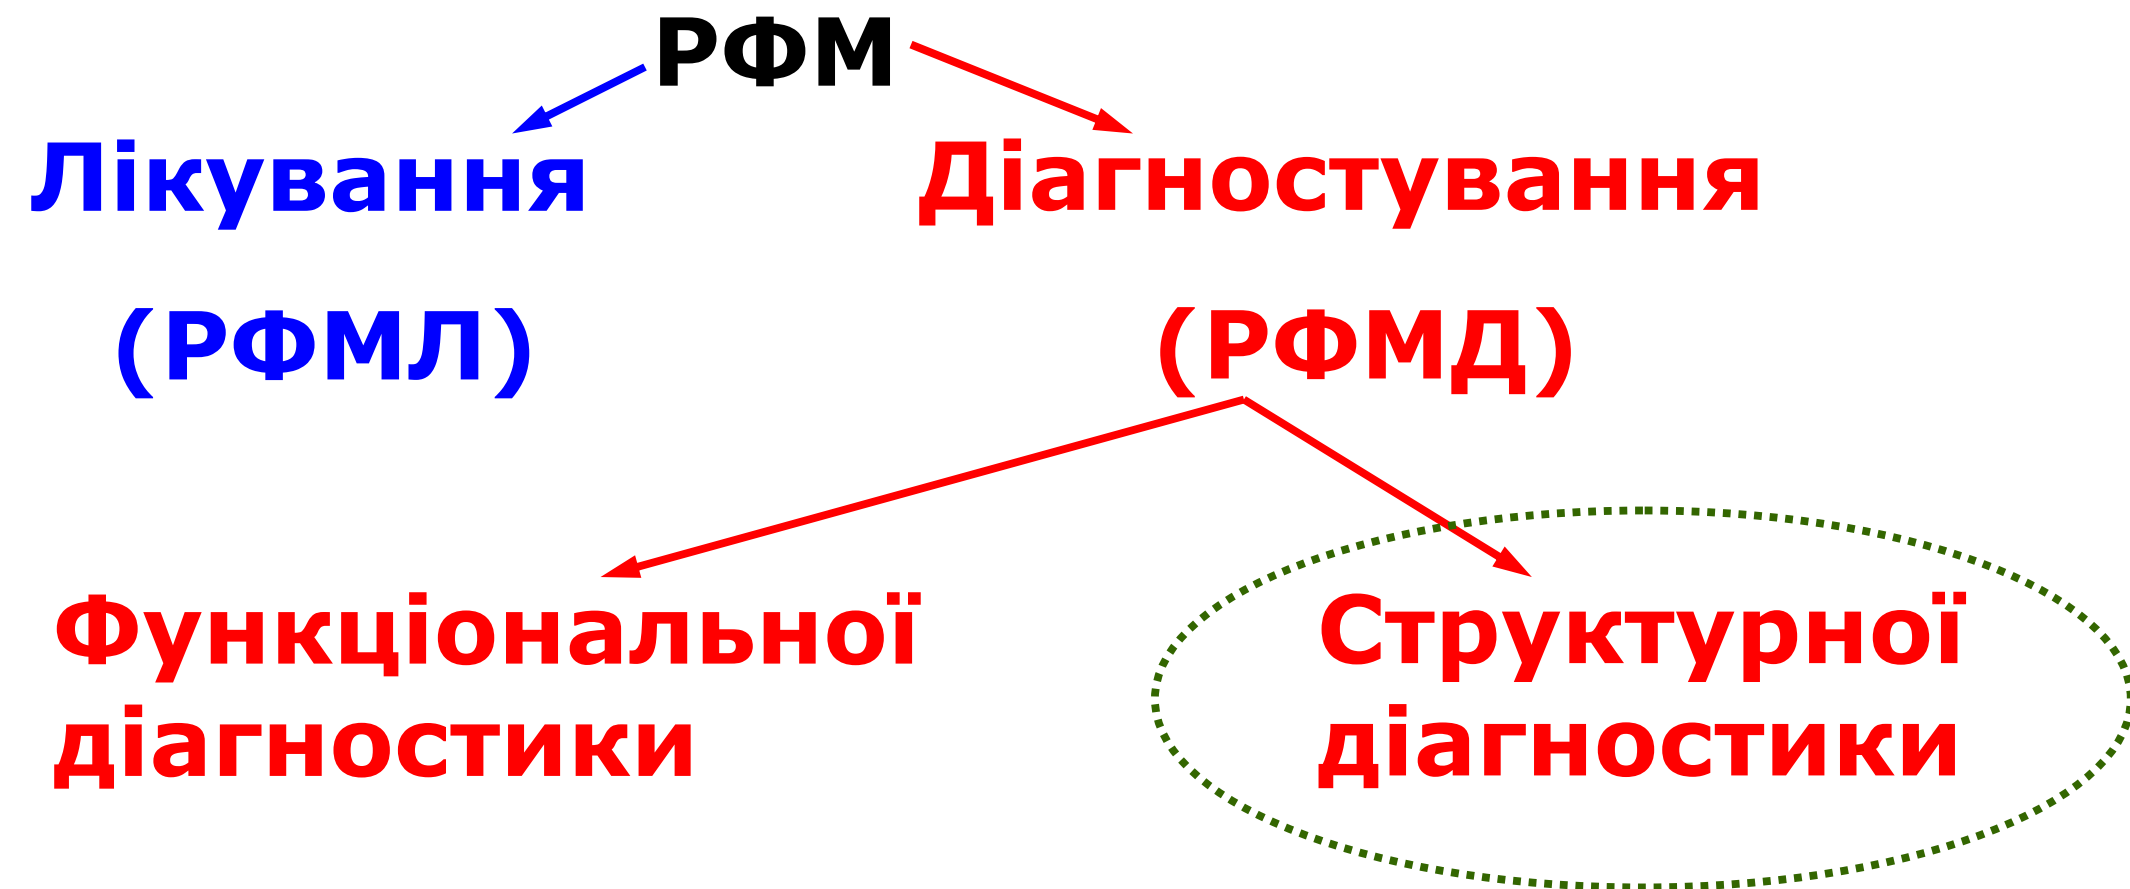 РФМ
Лікування
Діагностування
(РФМЛ)
(РФМД)
Функціональної
діагностики
Структурної
діагностики